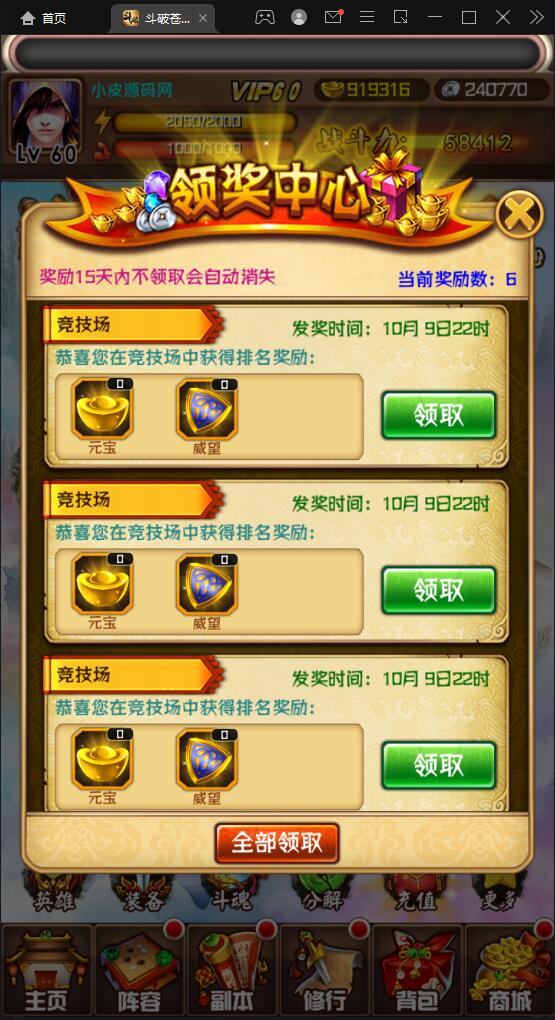 首页
斗破苍...
小皮源码网
VIP60
919316
240770
2050/2000
1000/1000
战斗力:
58412
Lv 60
领奖中心
奖励15天内不领取会自动消失
当前奖励数：6
竞技场
发奖时间：10月 9日22时
恭喜您在竞技场中获得排名奖励：
0
0
元宝
威望
领取
竞技场
发奖时间：10月 9日22时
恭喜您在竞技场中获得排名奖励：
0
0
元宝
威望
领取
竞技场
发奖时间：10月 9日22时
恭喜您在竞技场中获得排名奖励：
0
0
元宝
威望
领取
全部领取
英雄
装备
斗魂
分解
充值
更多
主页
阵容
副本
修行
背包
商城